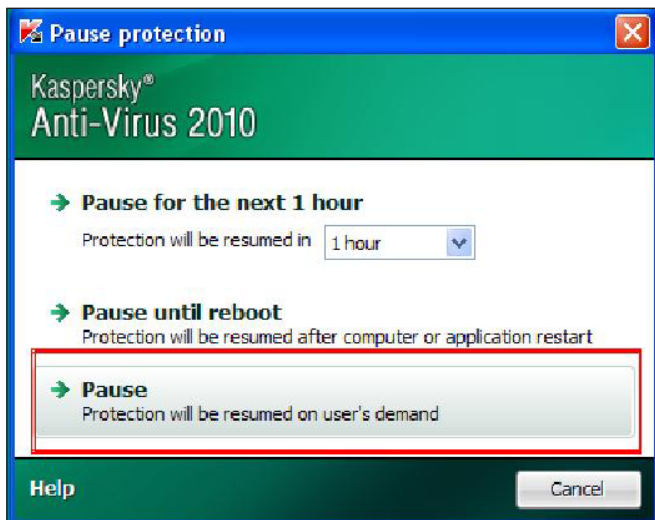 Pause protection
Kaspersky®
Anti-Virus 2010
Pause for the next 1 hour
Protection will be resumed in 1 hour
Pause until reboot
Protection will be resumed after computer or application restart
Pause
Protection will be resumed on user's demand
Help Cancel